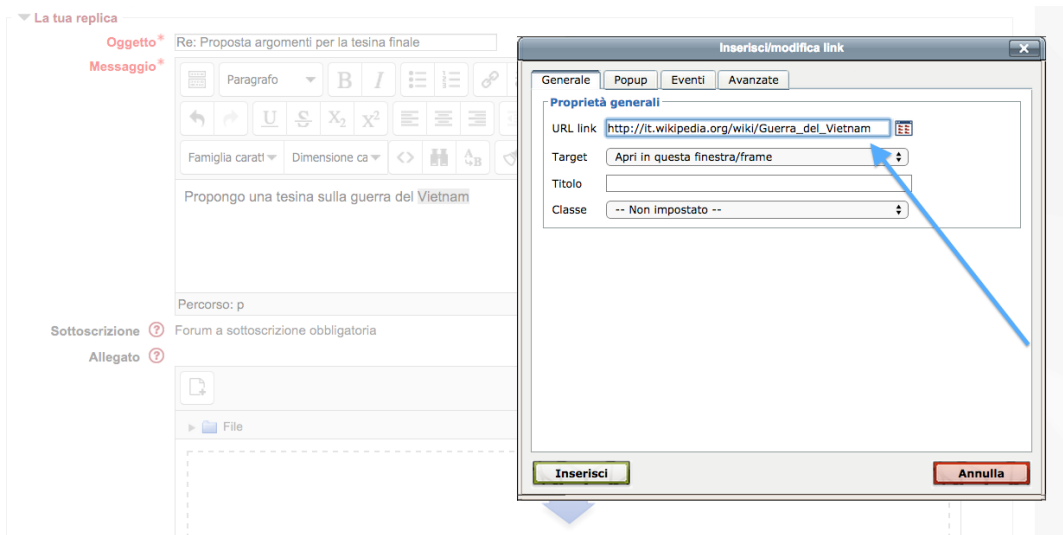 La tua replica
Oggetto* Re: Proposta argomenti per la tesina finale
Messaggio*
Paragrafo B I
U S X2 X2
Famiglia caratt Dimensione ca <> A B
Propongo una tesina sulla guerra del Vietnam
Percorso: p
Sottoscrizione ? Forum a sottoscrizione obbligatoria
Allegato ?
File
Inserisci/modifica link X
Generale Popup Eventi Avanzate
Proprietà generali
URL link http://it.wikipedia.org/wiki/Guerra_del_Vietnam
Target Apri in questa finestra/frame
Titolo
Classe -- Non impostato --
Inserisci Annulla